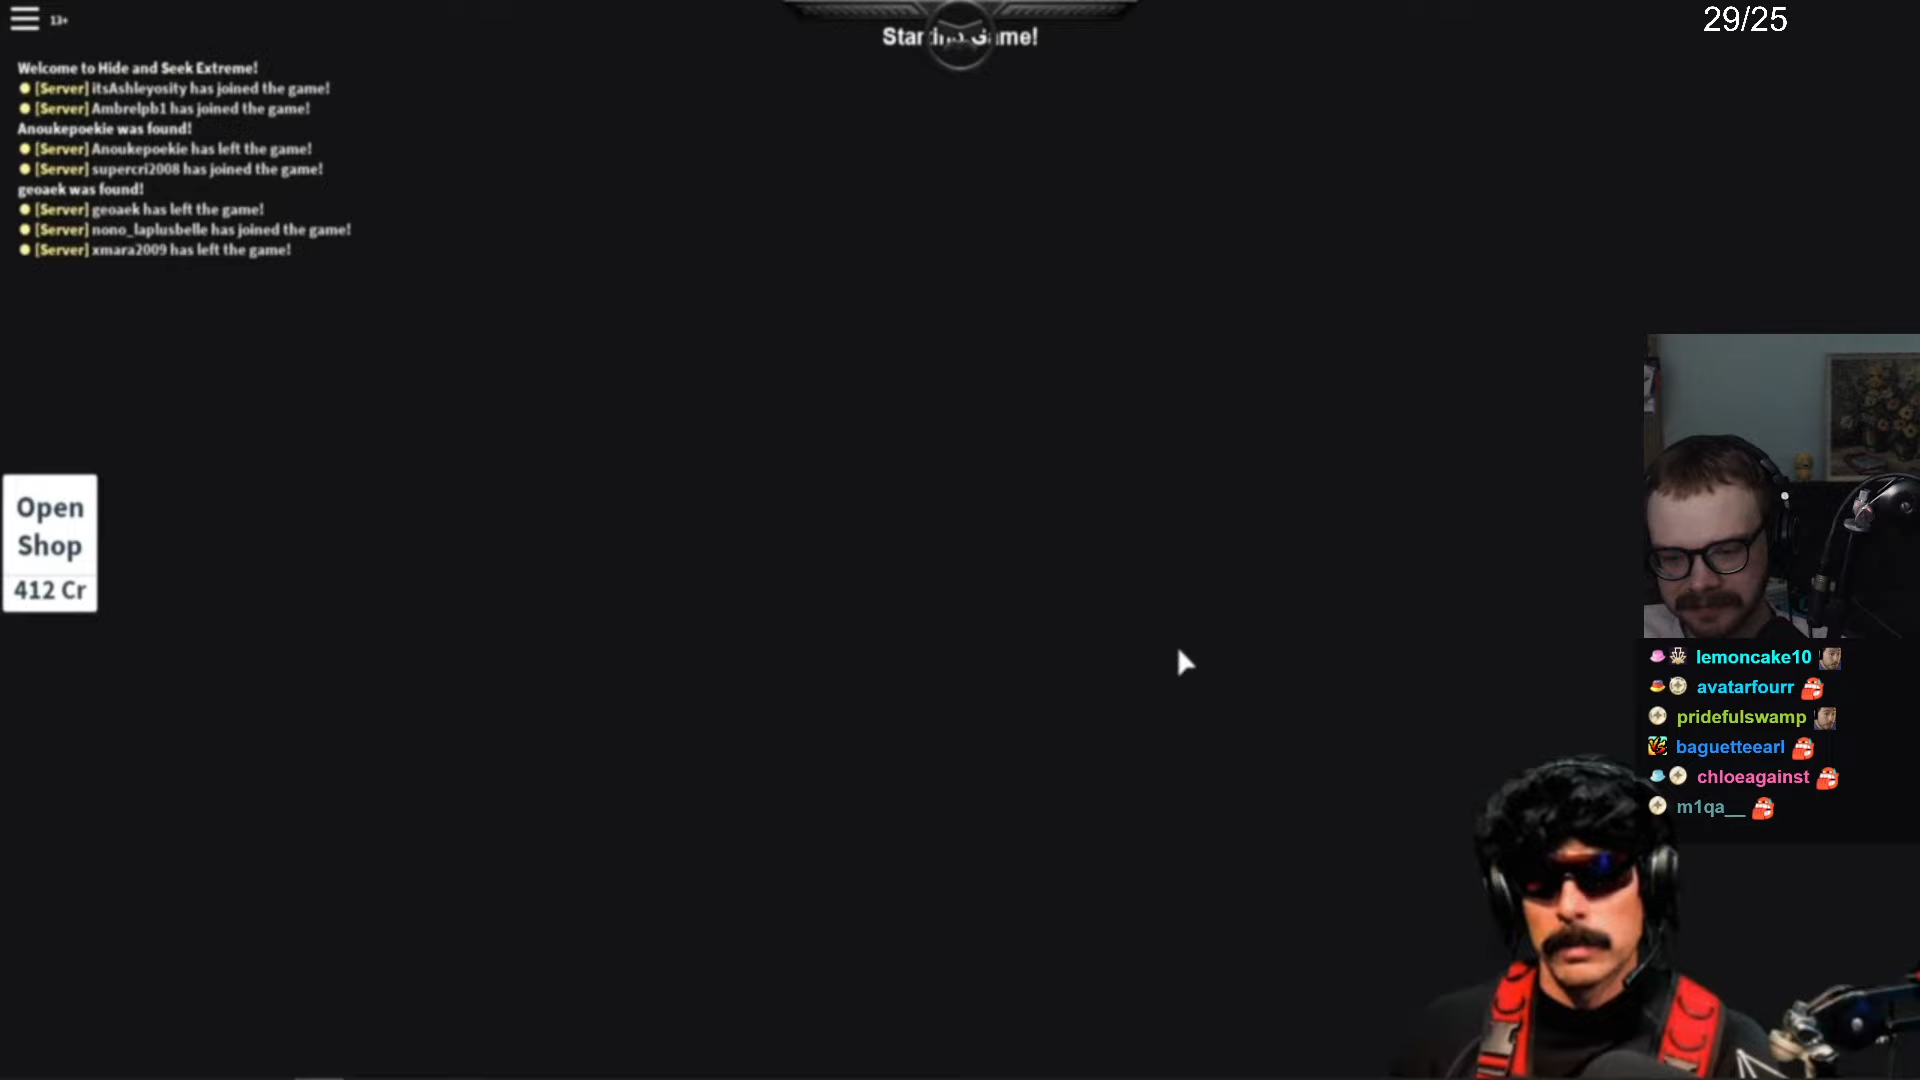 13+
29/25
Starting Game!
Welcome to Hide and Seek Extreme!
[Server] itsAshleyosity has joined the game!
[Server] Ambrelpb1 has joined the game!
Anoukepoekie was found!
[Server] Anoukepoekie has left the game!
[Server] supercri2008 has joined the game!
geoaek was found!
[Server] geoaek has left the game!
[Server] nono_laplusbelle has joined the game!
[Server] xmara2009 has left the game!
Open
Shop
412 Cr
lemoncake10
avatarfourr
pridefulswamp
baguetteearl
chloeagainst
m1qa__